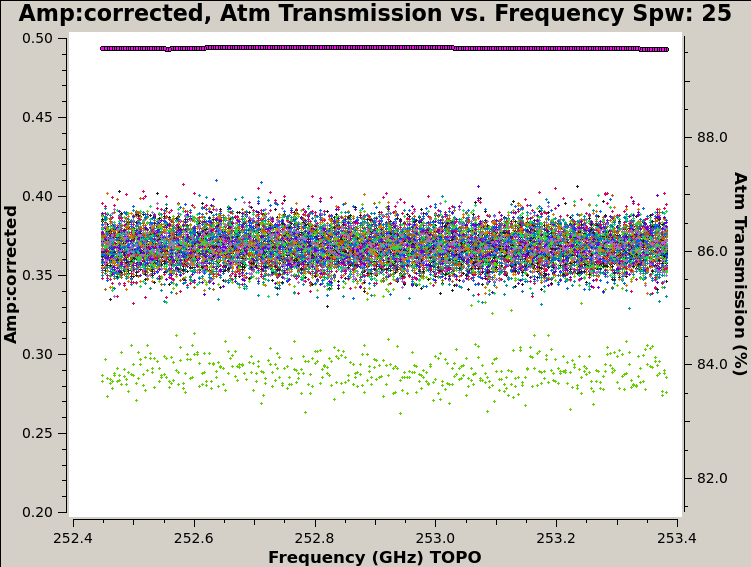 Amp:corrected, Atm Transmission vs. Frequency Spw: 25
0.50
0.45
0.40
0.35
0.30
0.25
0.20
Amp:corrected
88.0
86.0
84.0
82.0
Atm Transmission (%)
252.4 252.6 252.8 253.0 253.2 253.4
Frequency (GHz) TOPO